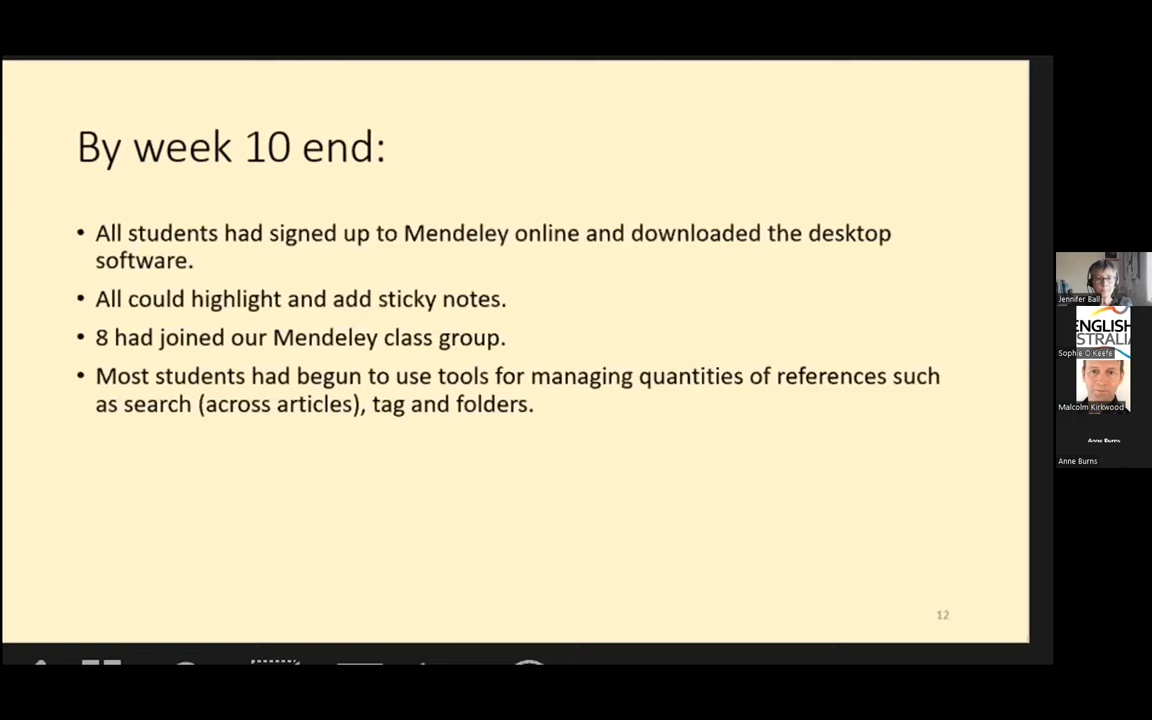 By week 10 end:
• All students had signed up to Mendeley online and downloaded the desktop
software.
• All could highlight and add sticky notes.
• 8 had joined our Mendeley class group.
• Most students had begun to use tools for managing quantities of references such
as search (across articles), tag and folders.
12
Jennifer Ball
ENGLISH
STRALIA
Sophie O Keefe
Malcolm Kirkwood
Anne Burns
Anne Burns